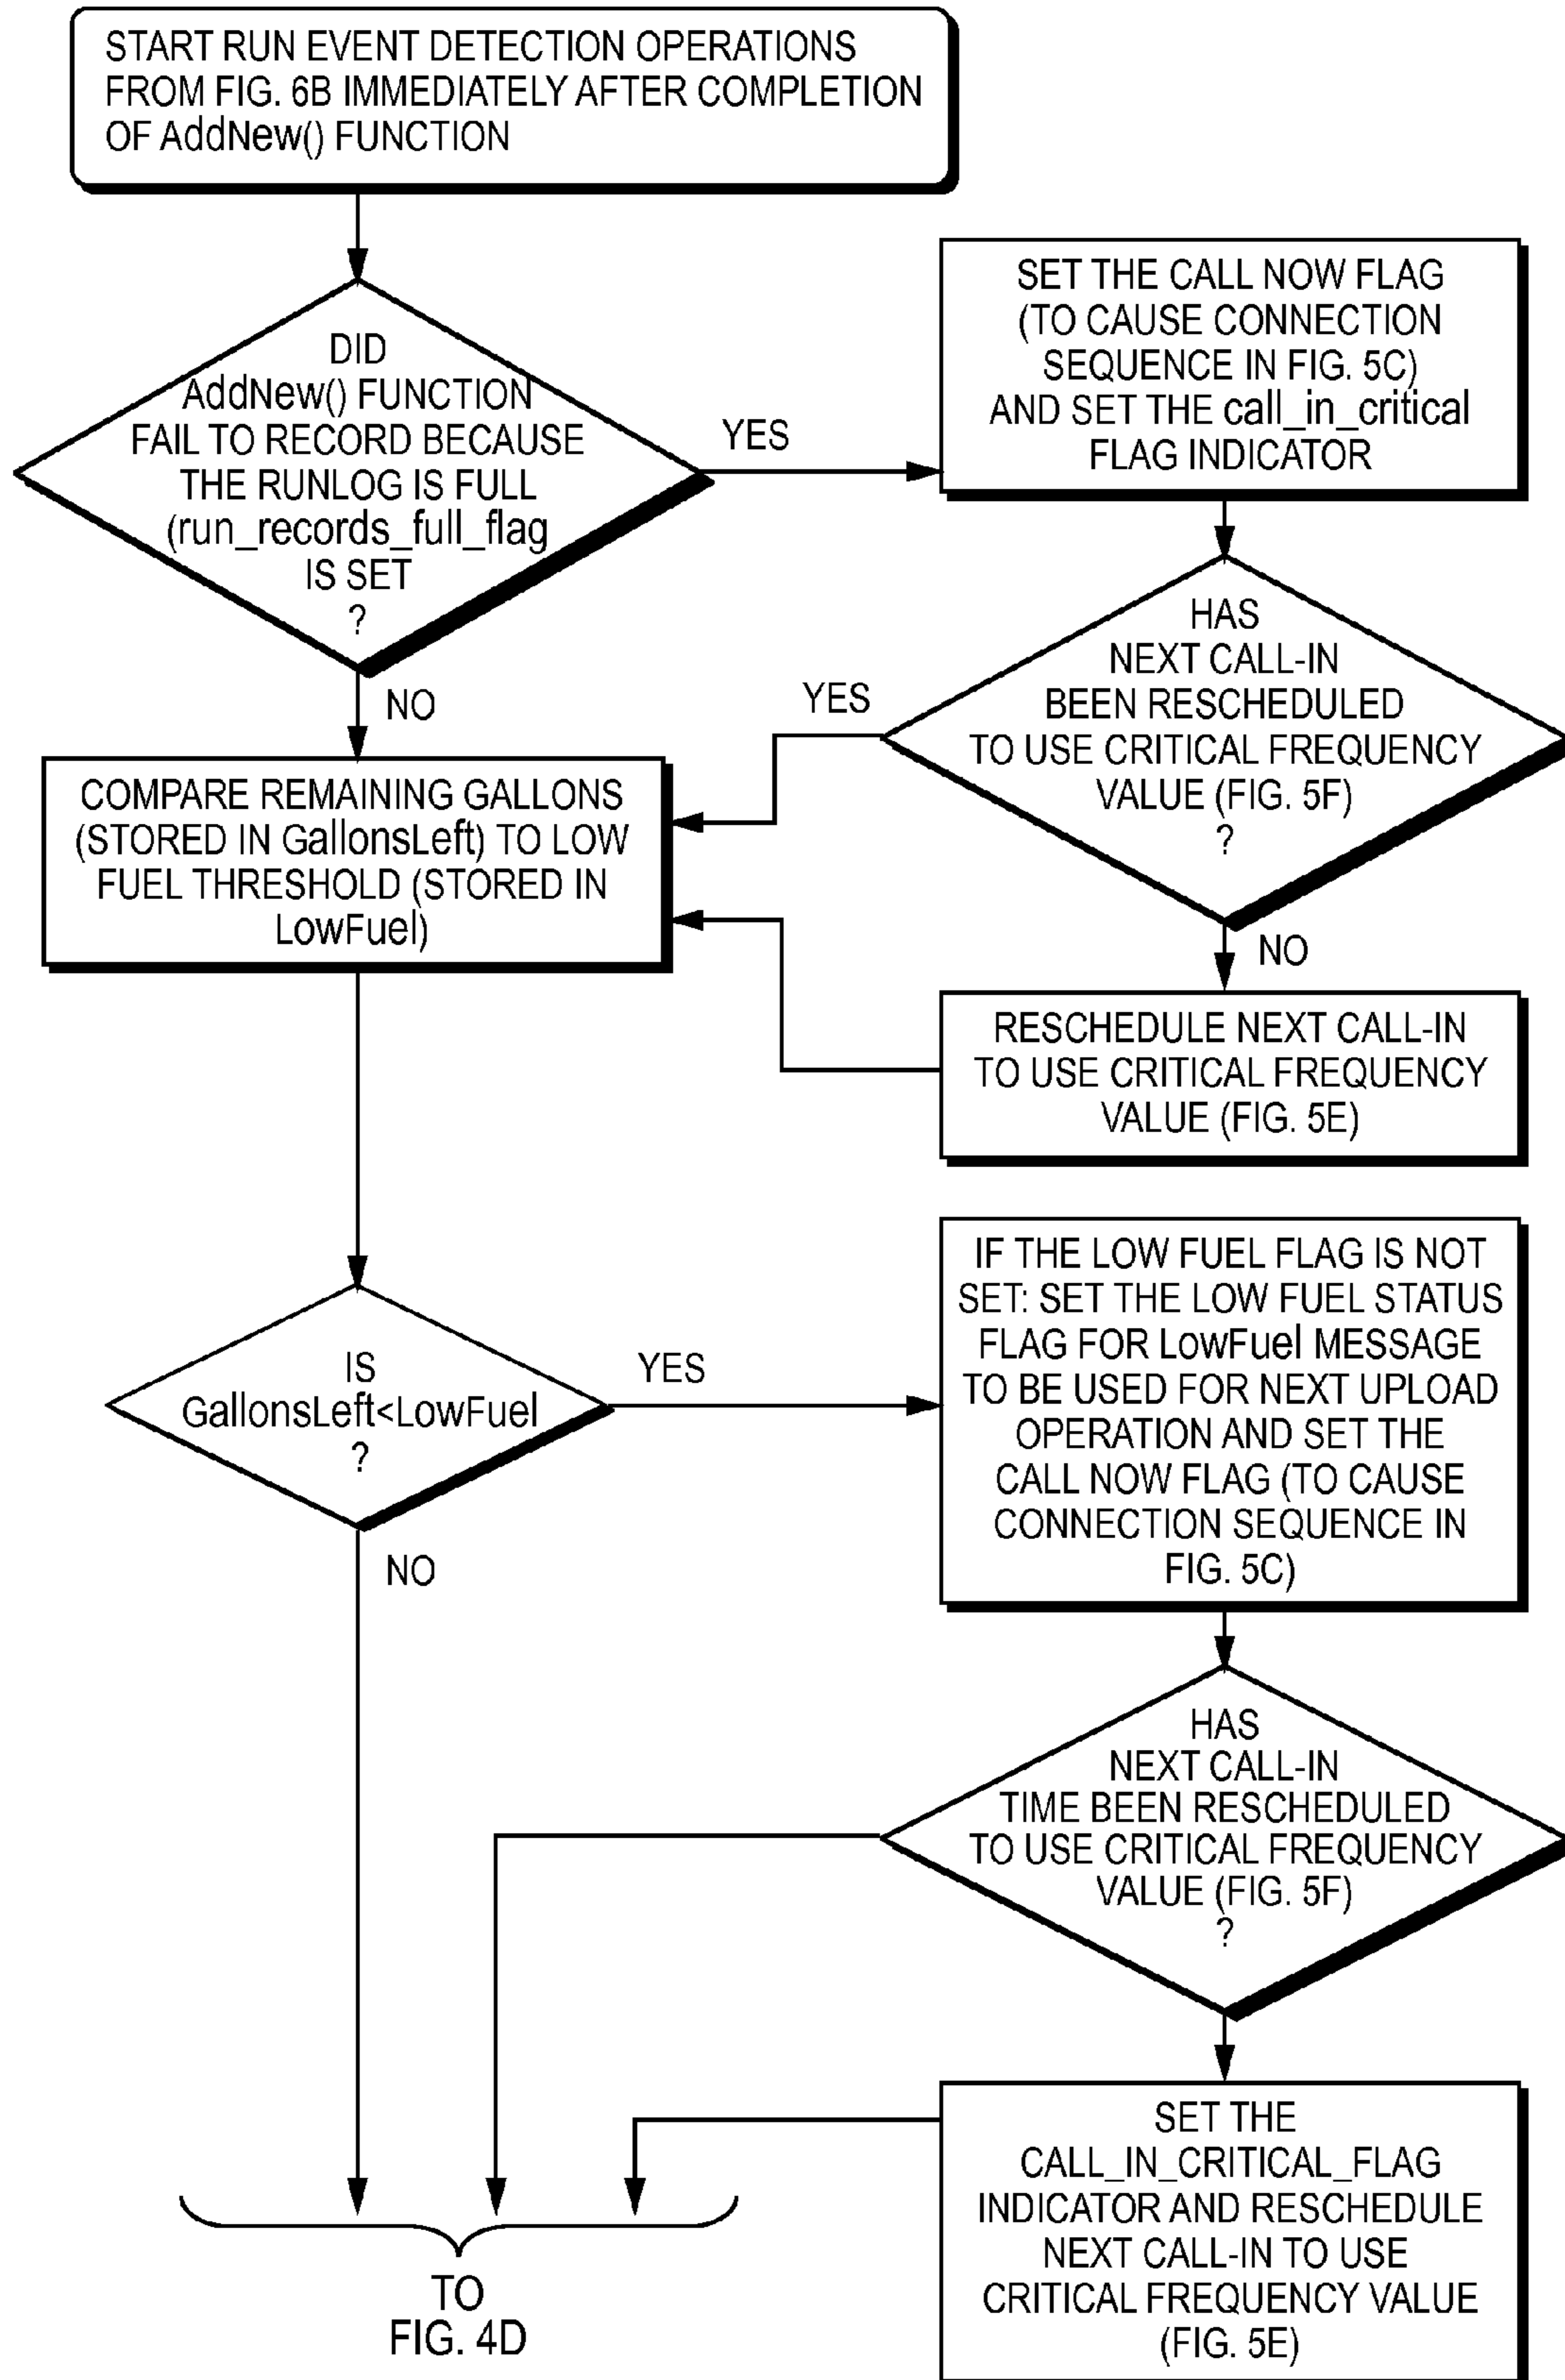 START RUN EVENT DETECTION OPERATIONS
FROM FIG. 6B IMMEDIATELY AFTER COMPLETION
OF AddNew() FUNCTION
DID
AddNew() FUNCTION
FAIL TO RECORD BECAUSE
THE RUNLOG IS FULL
(run_records_full_flag
IS SET
?
YES
NO
SET THE CALL NOW FLAG
(TO CAUSE CONNECTION
SEQUENCE IN FIG. 5C)
AND SET THE call_in_critical
FLAG INDICATOR
HAS
NEXT CALL-IN
BEEN RESCHEDULED
TO USE CRITICAL FREQUENCY
VALUE (FIG. 5F)
?
YES
NO
COMPARE REMAINING GALLONS
(STORED IN GallonsLeft) TO LOW
FUEL THRESHOLD (STORED IN
LowFuel)
RESCHEDULE NEXT CALL-IN
TO USE CRITICAL FREQUENCY
VALUE (FIG. 5E)
IS
GallonsLeft<LowFuel
?
YES
NO
IF THE LOW FUEL FLAG IS NOT
SET: SET THE LOW FUEL STATUS
FLAG FOR LowFuel MESSAGE
TO BE USED FOR NEXT UPLOAD
OPERATION AND SET THE
CALL NOW FLAG (TO CAUSE
CONNECTION SEQUENCE IN
FIG. 5C)
HAS
NEXT CALL-IN
TIME BEEN RESCHEDULED
TO USE CRITICAL FREQUENCY
VALUE (FIG. 5F)
?
SET THE
CALL_IN_CRITICAL_FLAG
INDICATOR AND RESCHEDULE
NEXT CALL-IN TO USE
CRITICAL FREQUENCY VALUE
(FIG. 5E)
TO
FIG. 4D